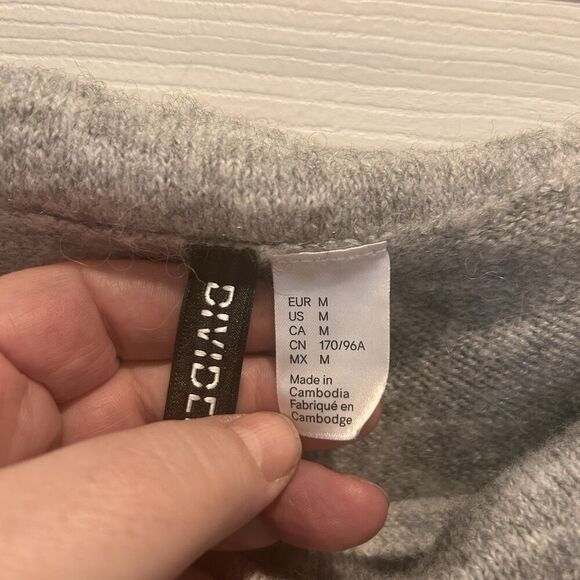 DIVIDE
EUR M
US M
CA M
CN 170/96A
MX M
Made in
Cambodia
Fabriqué en
Cambodge